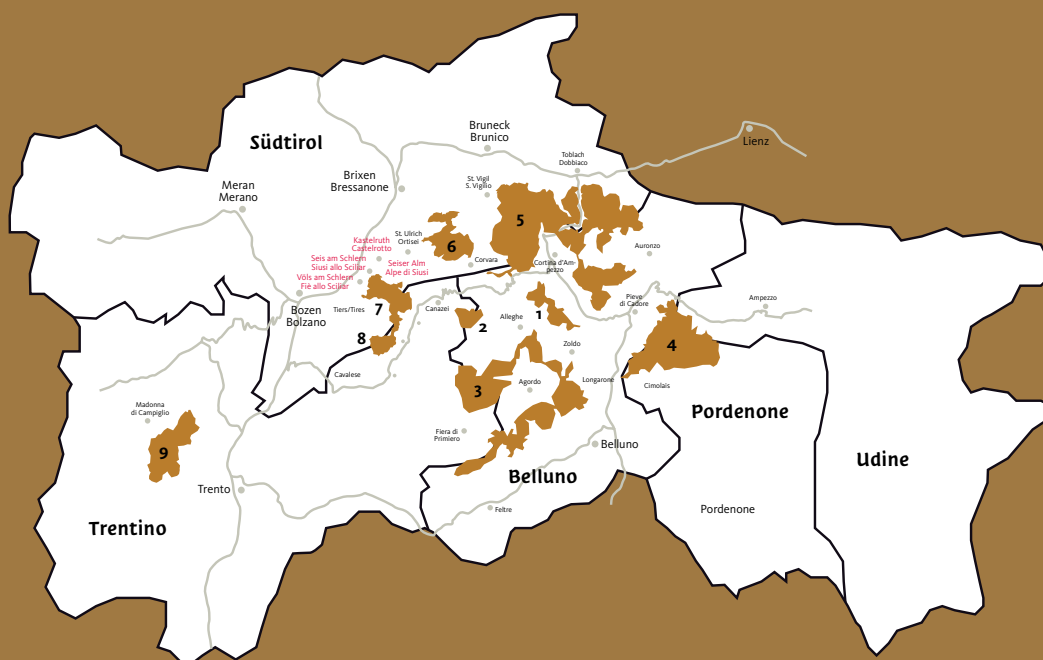 Südtirol
Bruneck
Brunico
Lienz
Toblach
Dobbiaco
Brixen
Bressanone
St. Vigil
S. Vigilio
Meran
Merano
5
St. Ulrich
Ortisei
6
Kastelruth
Castelrotto
Auronzo
Seis am Schlern
Siusi allo Sciliar
Seiser Alm
Alpe di Siusi
Corvara
Cortina d'Am-
pezzo
Völs am Schlern
Fiè allo Sciliar
Pieve
di Cadore
Ampezzo
Bozen
Bolzano
Tiers/Tires
7
Canazei
Alleghe
1
2
8
Zoldo
4
Cavalese
3
Agordo
Longarone
Cimolais
Madonna
di Campiglio
Pordenone
Fiera di
Primiero
9
Belluno
Udine
Trento
Belluno
Feltre
Pordenone
Trentino